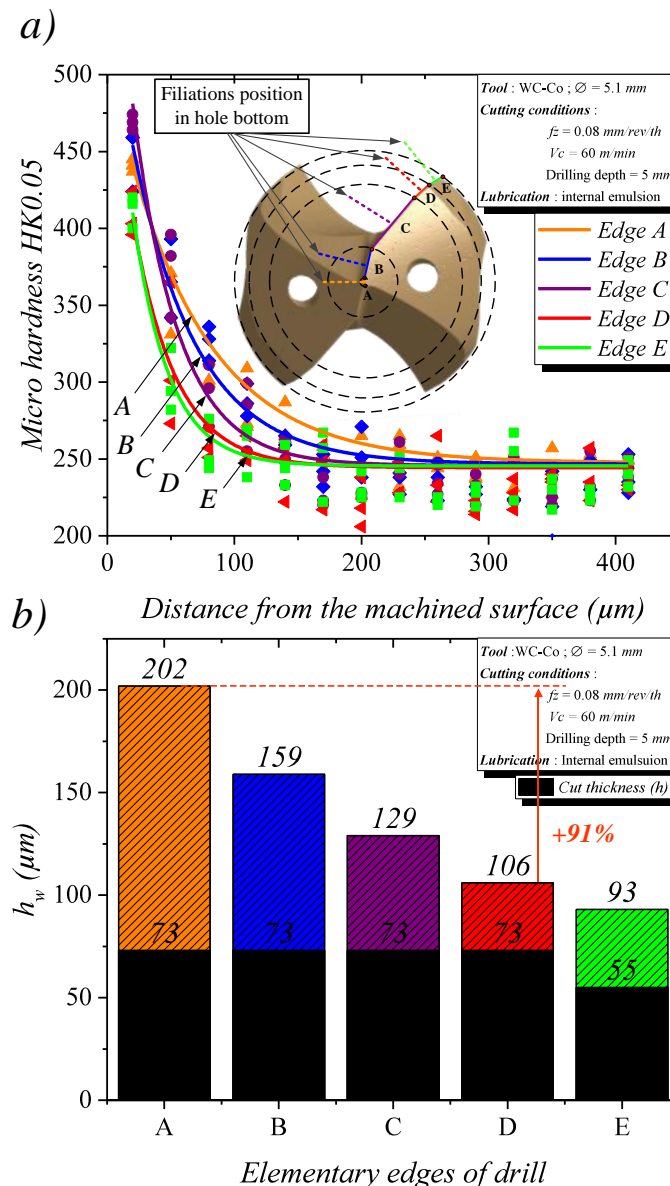 a)
500
450
400
350
300
250
200
Micro hardness HK0.05
Filiations position
in hole bottom
Tool : WC-Co ; ∅ = 5.1 mm
Cutting conditions :
fz = 0.08 mm/rev/th
Vc = 60 m/min
Drilling depth = 5 mm
Lubrication : internal emulsion
Edge A
Edge B
Edge C
Edge D
Edge E
E
D
C
B
A
A
B
C
D
E
0
100
200
300
400
Distance from the machined surface (µm)
b)
200
150
100
50
0
h_w (µm)
Tool :WC-Co ; ∅ = 5.1 mm
Cutting conditions :
fz = 0.08 mm/rev/th
Vc = 60 m/min
Drilling depth = 5 mm
Lubrication : Internal emulsuion
Cut thickness (h)
+91%
202
159
129
106
93
73
73
73
73
55
A
B
C
D
E
Elementary edges of drill